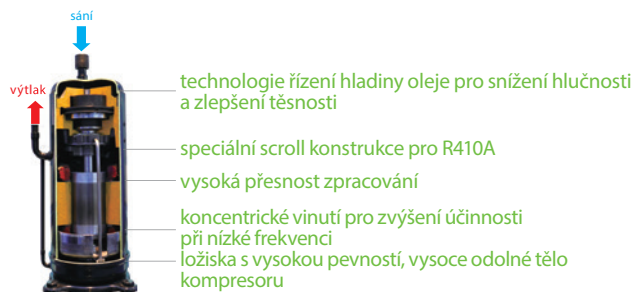 sání
výtlak
technologie řízení hladiny oleje pro snížení hlučnosti
a zlepšení těsnosti
speciální scroll konstrukce pro R410A
vysoká přesnost zpracování
koncentrické vinutí pro zvýšení účinnosti
při nízké frekvenci
ložiska s vysokou pevností, vysoce odolné tělo
kompresoru